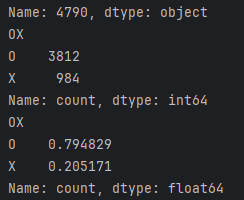 Name: 4790, dtype: object
OX
O    3812
X     984
Name: count, dtype: int64
OX
O    0.794829
X    0.205171
Name: count, dtype: float64